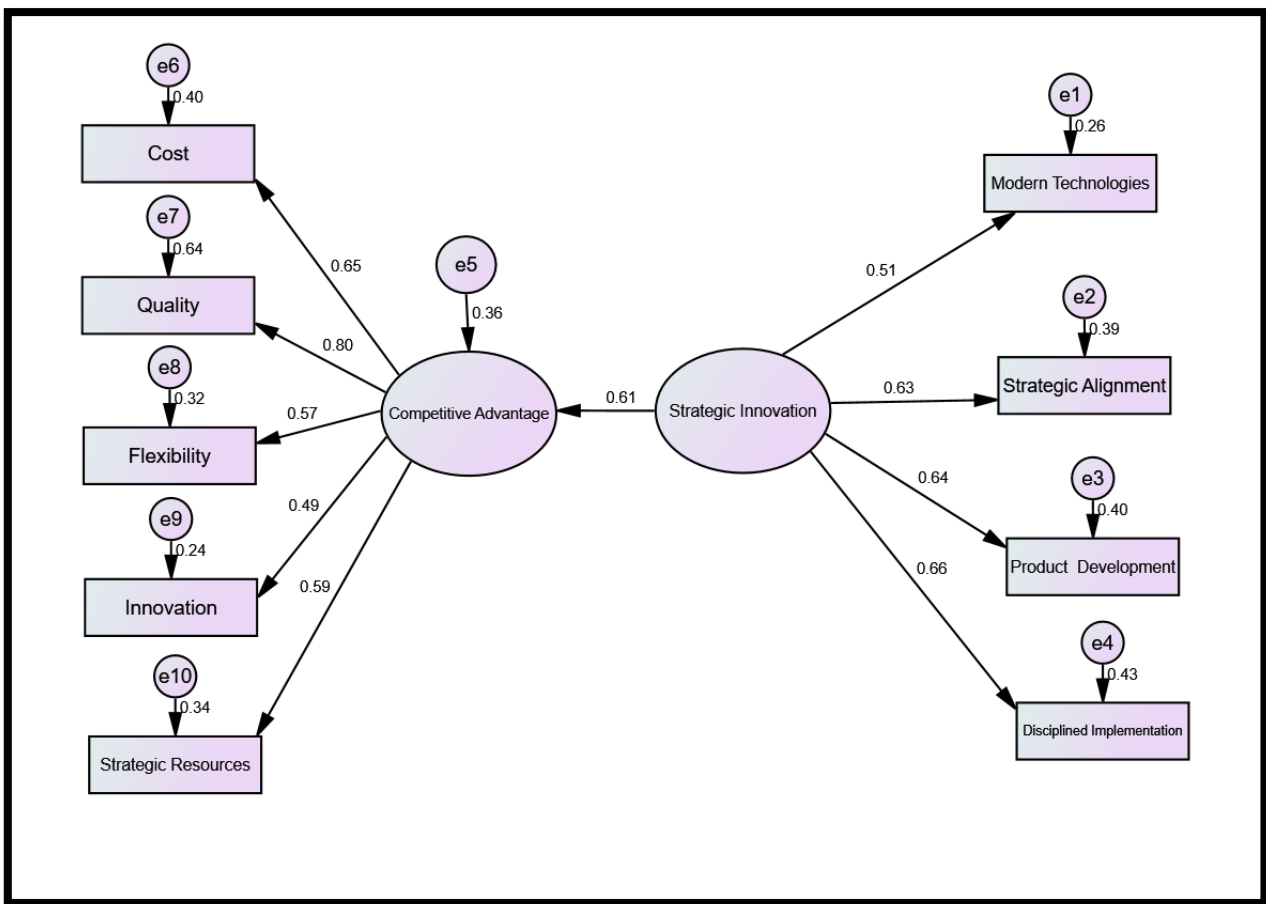 e6
0.40
Cost
e7
0.64
Quality
e8
0.32
Flexibility
e9
0.24
Innovation
e10
0.34
Strategic Resources
0.65
0.80
0.57
0.49
0.59
e5
0.36
Competitive Advantage
0.61
Strategic Innovation
0.51
0.63
0.64
0.66
e1
0.26
Modern Technologies
e2
0.39
Strategic Alignment
e3
0.40
Product Development
e4
0.43
Disciplined Implementation